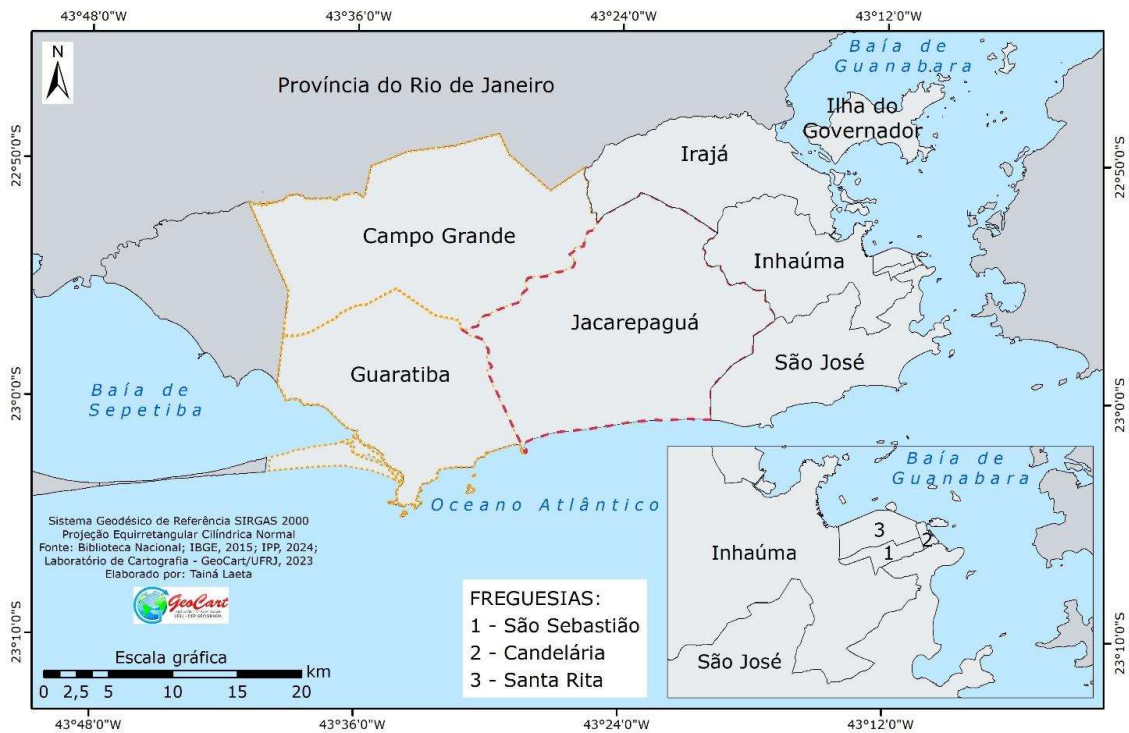 43°48'0"W 43°36'0"W 43°24'0"W 43°12'0"W
N
Baía de
Guanabara
Província do Rio de Janeiro
Ilha do
Governador
22°50'0"S
22°50'0"S
Irajá
Campo Grande
Inhaúma
Jacarepaguá
São José
Guaratiba
Baía de
Sepetiba
23°0'0"S
23°0'0"S
Oceano Atlântico
Sistema Geodésico de Referência SIRGAS 2000
Projeção Equirretangular Cilíndrica Normal
Fonte: Biblioteca Nacional; IBGE, 2015; IPP, 2024;
Laboratório de Cartografia - GeoCart/UFRJ, 2023
Elaborado por: Tainá Laeta
GeoCart
Baía de
Guanabara
3
2
1
Inhaúma
São José
FREGUESIAS:
1 - São Sebastião
2 - Candelária
3 - Santa Rita
23°10'0"S
23°10'0"S
Escala gráfica
km
0 2,5 5 10 15 20
43°48'0"W 43°36'0"W 43°24'0"W 43°12'0"W